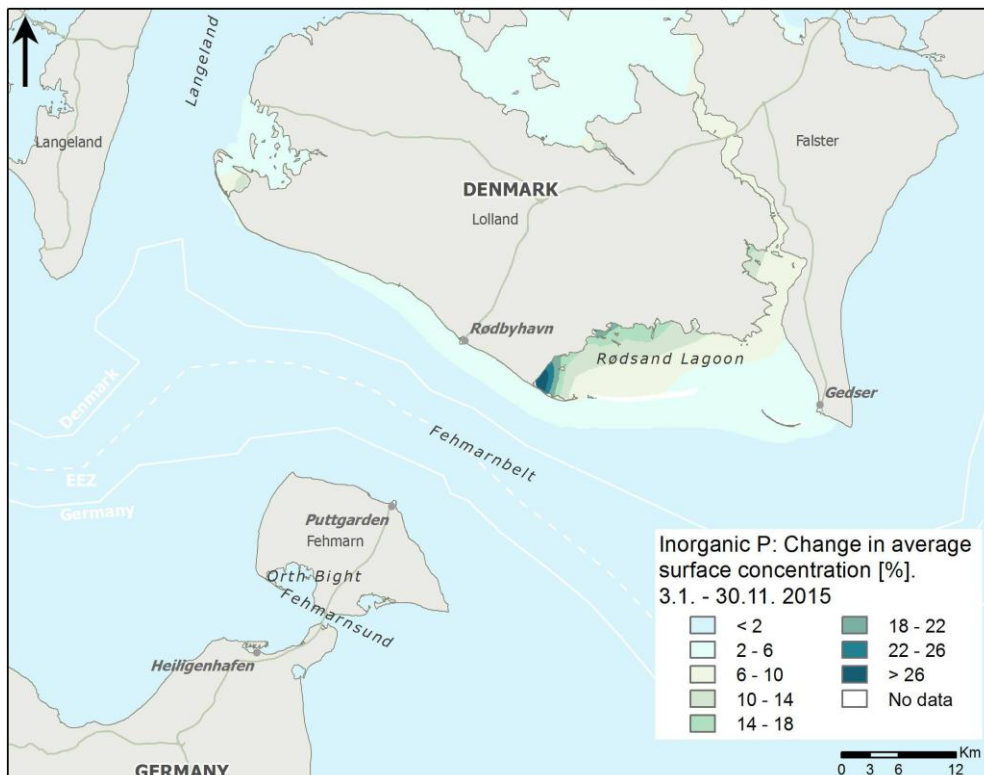 Langeland
Langeland
Falster
DENMARK
Lolland
Rødbyhavn
Rødsand Lagoon
Gedser
Denmark
Fehmarnbelt
EEZ
Germany
Puttgarden
Fehmarn
Orth Bight
Fehmarnsund
Heiligenhafen
GERMANY
Inorganic P: Change in average
surface concentration [%].
3.1. - 30.11. 2015
< 2
2 - 6
6 - 10
10 - 14
14 - 18
18 - 22
22 - 26
> 26
No data
Km
0 3 6 12